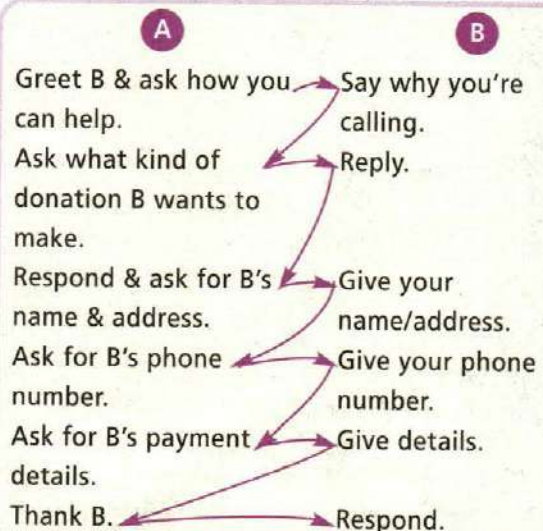 A
B
Greet B & ask how you
can help.
Say why you're
calling.
Ask what kind of
donation B wants to
make.
Reply.
Respond & ask for B's
name & address.
Give your
name/address.
Ask for B's phone
number.
Give your phone
number.
Ask for B's payment
details.
Give details.
Thank B.
Respond.